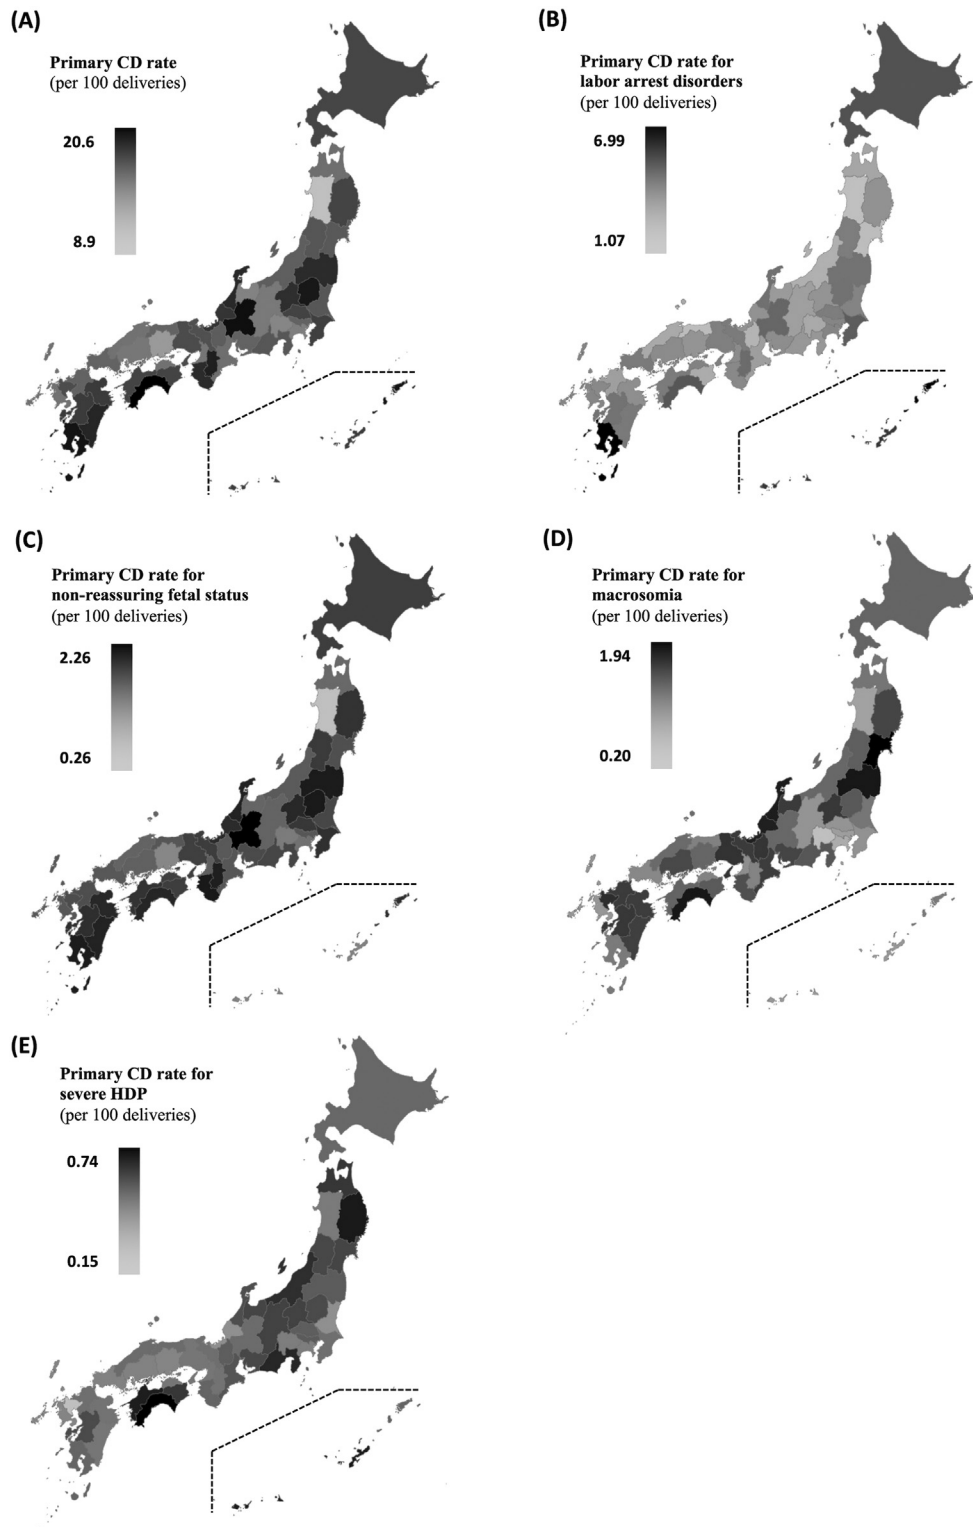 (A)
Primary CD rate
(per 100 deliveries)
20.6
8.9
(B)
Primary CD rate for
labor arrest disorders
(per 100 deliveries)
6.99
1.07
(C)
Primary CD rate for
non-reassuring fetal status
(per 100 deliveries)
2.26
0.26
(D)
Primary CD rate for
macrosomia
(per 100 deliveries)
1.94
0.20
(E)
Primary CD rate for
severe HDP
(per 100 deliveries)
0.74
0.15